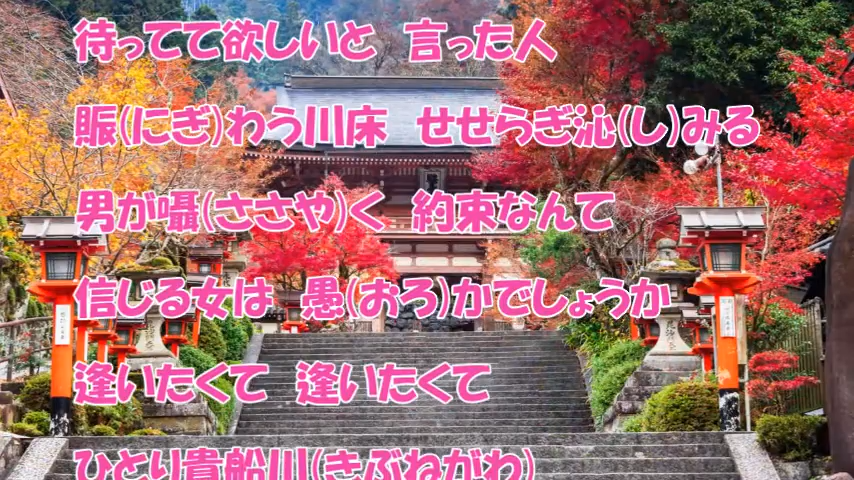 待ってて欲しいと　言った人
賑(にぎ)わう川床　せせらぎ沁(し)みる
男が囁(ささや)く　約束なんて
信じる女は　愚(おろ)かでしょうか
逢いたくて　逢いたくて
ひとり貴船川(きぶねがわ)